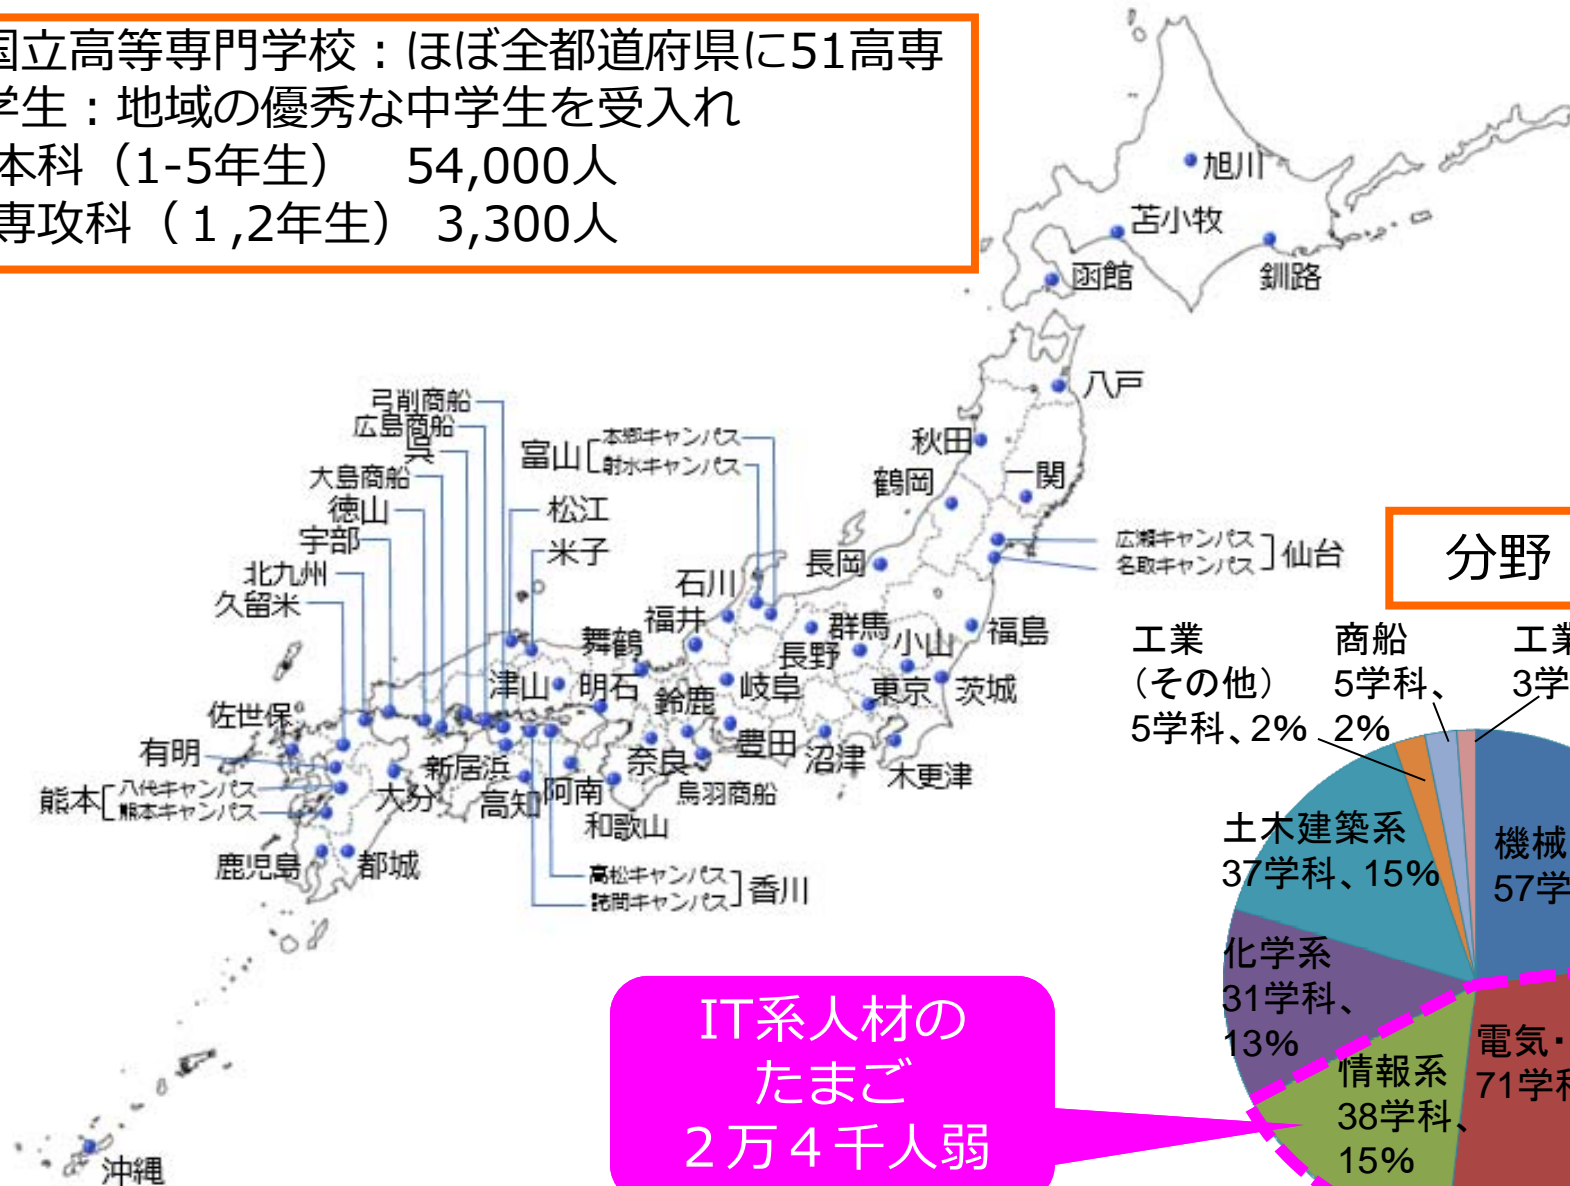 国立高等専門学校：ほぼ全都道府県に51高専
学生：地域の優秀な中学生を受入れ
本科（1-5年生）　54,000人
専攻科（１,2年生） 3,300人
旭川
苫小牧
函館
釧路
八戸
秋田
一関
鶴岡
広瀬キャンパス
名取キャンパス
仙台
長岡
福島
群馬
小山
長野
茨城
東京
木更津
沼津
富山
本郷キャンパス
射水キャンパス
石川
福井
岐阜
豊田
鈴鹿
鳥羽商船
舞鶴
明石
奈良
和歌山
松江
米子
津山
弓削商船
広島商船
呉
大島商船
徳山
宇部
北九州
久留米
佐世保
有明
熊本
八代キャンパス
熊本キャンパス
鹿児島
都城
大分
新居浜
高知
阿南
高松キャンパス
詫間キャンパス
香川
沖縄
分野
工業
（その他）
5学科、2%
商船
5学科、
2%
工業
3学
機械
57学
土木建築系
37学科、15%
化学系
31学科、
13%
情報系
38学科、
15%
電気・
71学科
IT系人材の
たまご
２万４千人弱